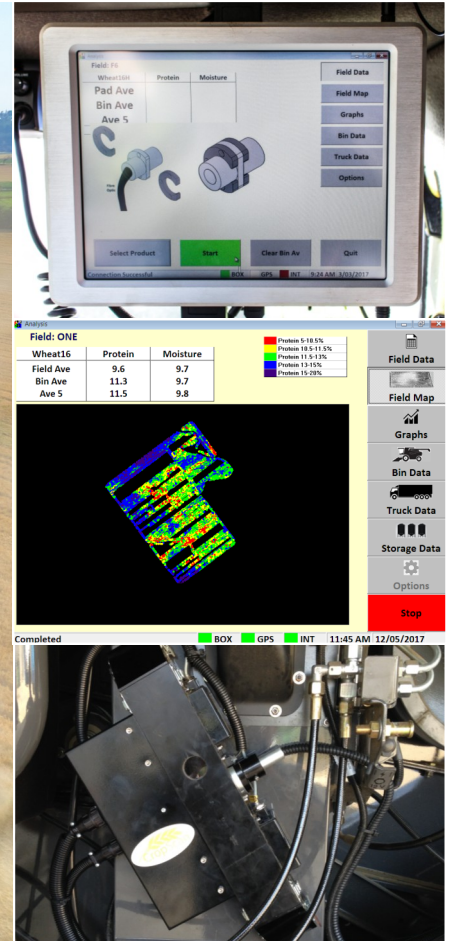 Analysis
Field: F6
Wheat16H Protein Moisture
Pad Ave
Bin Ave
Ave 5
Field Data
Field Map
Graphs
Bin Data
Truck Data
Options
Select Product Start Clear Bin Av Quit
Connection Successful BOX GPS INT 9:24 AM 3/03/2017
Analysis
Field: ONE
Wheat16 Protein Moisture
Field Ave 9.6 9.7
Bin Ave 11.3 9.7
Ave 5 11.5 9.8
Protein 5-10.5%
Protein 10.5-11.5%
Protein 11.5-13%
Protein 13-15%
Protein 15-20%
Field Data
Field Map
Graphs
Bin Data
Truck Data
Storage Data
Options
Stop
Completed BOX GPS INT 11:45 AM 12/05/2017